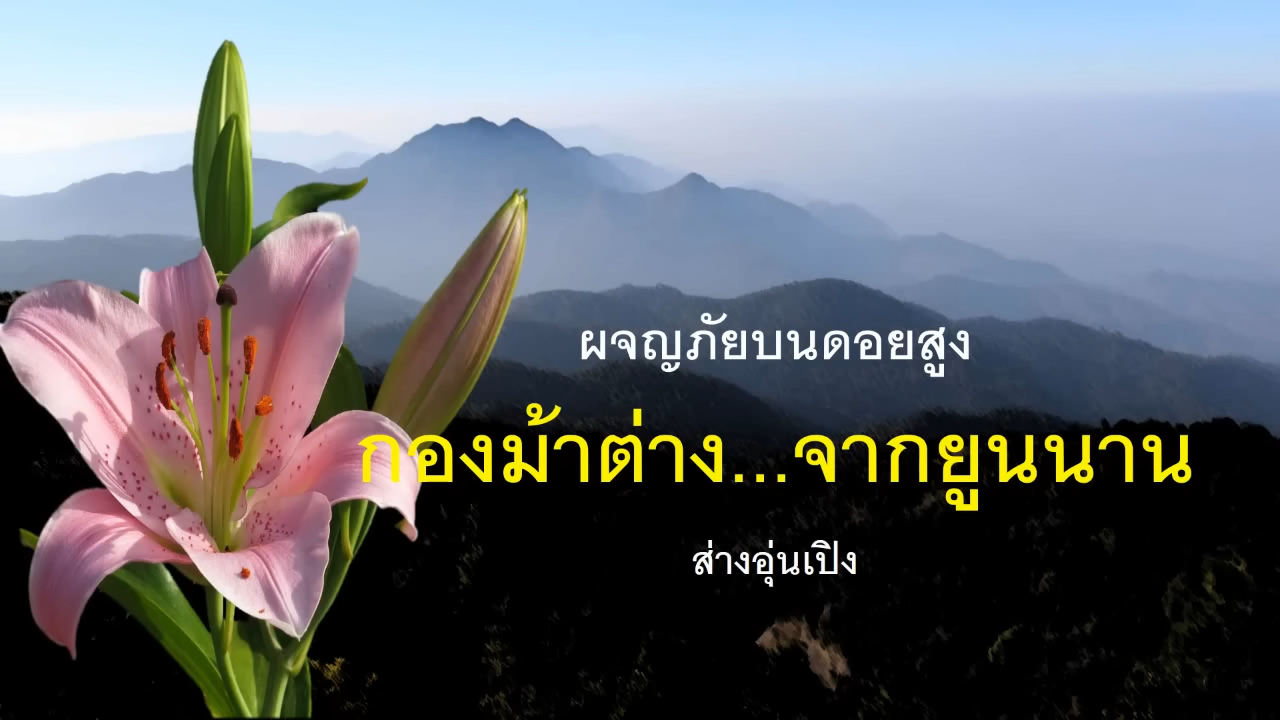 ผจญภัยบนดอยสูง
กองม้าต่าง...จากยูนนาน
ส่างอุ่นเปิง